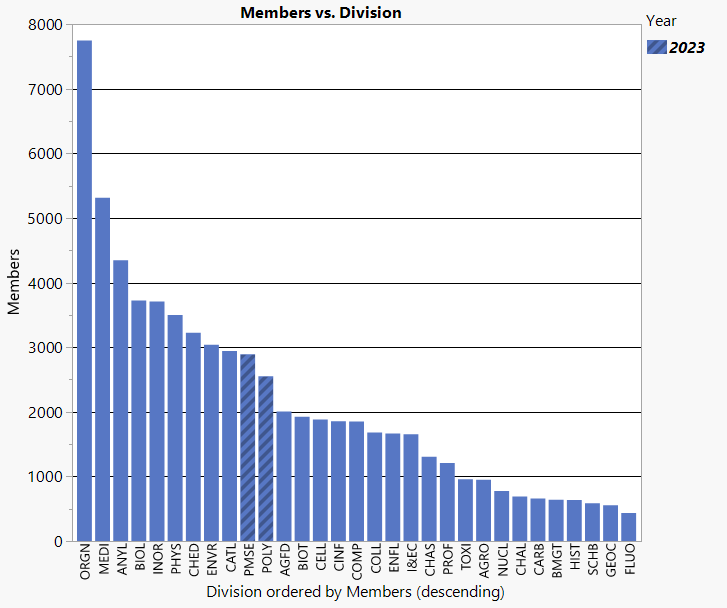 Members vs. Division
Year
2023
Members
8000
7000
6000
5000
4000
3000
2000
1000
0
ORGN
MEDI
ANYL
BIOL
INOR
PHYS
CHED
ENVR
CATL
PMSE
POLY
AGFD
BIOT
CELL
CINF
COMP
COLL
ENFL
I&EC
CHAS
PROF
TOXI
AGRO
NUCL
CHAL
CARB
BMGT
HIST
SCHB
GEOC
FLUO
Division ordered by Members (descending)